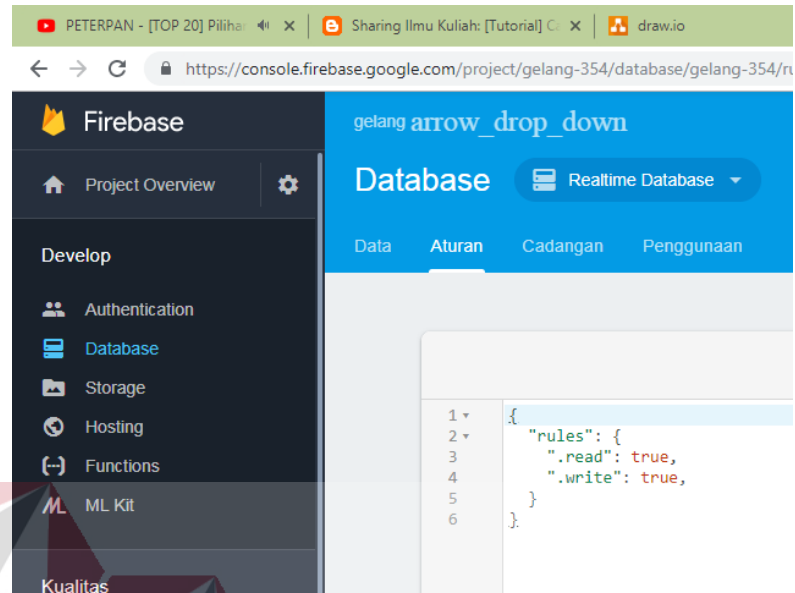 PETERPAN - [TOP 20] Pilihar
Sharing Ilmu Kuliah: [Tutorial] Ca
draw.io
https://console.firebase.google.com/project/gelang-354/database/gelang-354/ru
Firebase
gelang arrow_drop_down
Project Overview
Database
Realtime Database
Data
Aturan
Cadangan
Penggunaan
Develop
Authentication
Database
Storage
Hosting
Functions
ML Kit
Kualitas
1 {
2 "rules": {
3 ".read": true,
4 ".write": true,
5 }
6 }